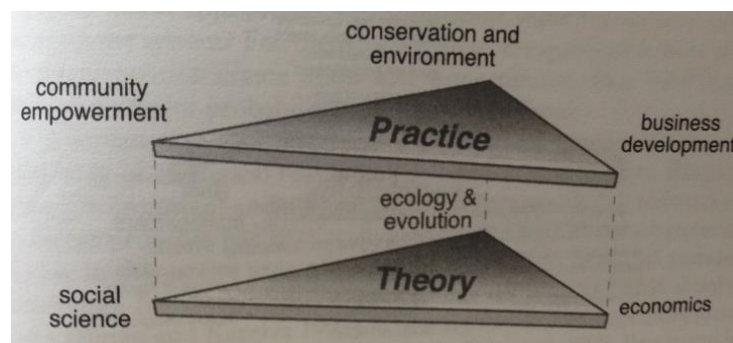 conservation and
environment
community
empowerment
Practice
business
development
ecology &
evolution
Theory
social
science
economics